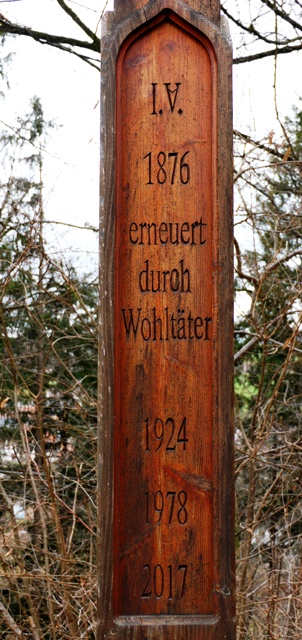 I.∀.
1876
erneuert
durch
Wohltäter
1924
1978
2017